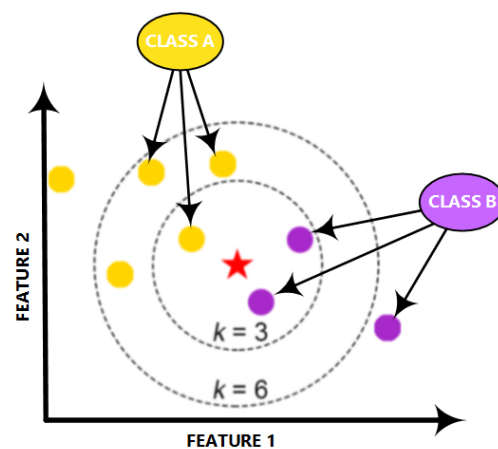 CLASS A
CLASS B
FEATURE 2
k = 3
k = 6
FEATURE 1